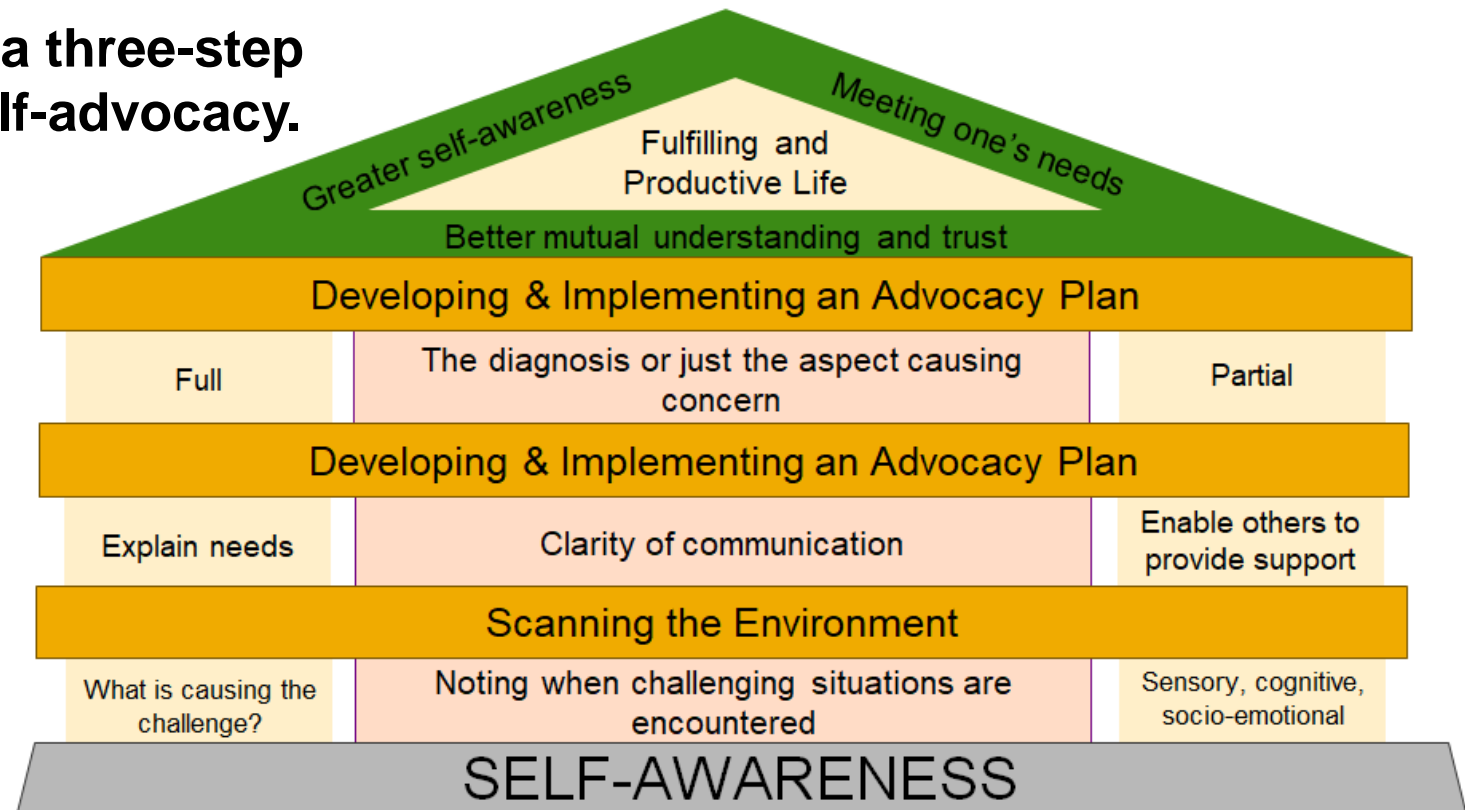 a three-step
lf-advocacy.
Greater self-awareness
Meeting one's needs
Fulfilling and
Productive Life
Better mutual understanding and trust
Developing & Implementing an Advocacy Plan
Full
The diagnosis or just the aspect causing
concern
Partial
Developing & Implementing an Advocacy Plan
Explain needs
Clarity of communication
Enable others to
provide support
Scanning the Environment
What is causing the
challenge?
Noting when challenging situations are
encountered
Sensory, cognitive,
socio-emotional
SELF-AWARENESS